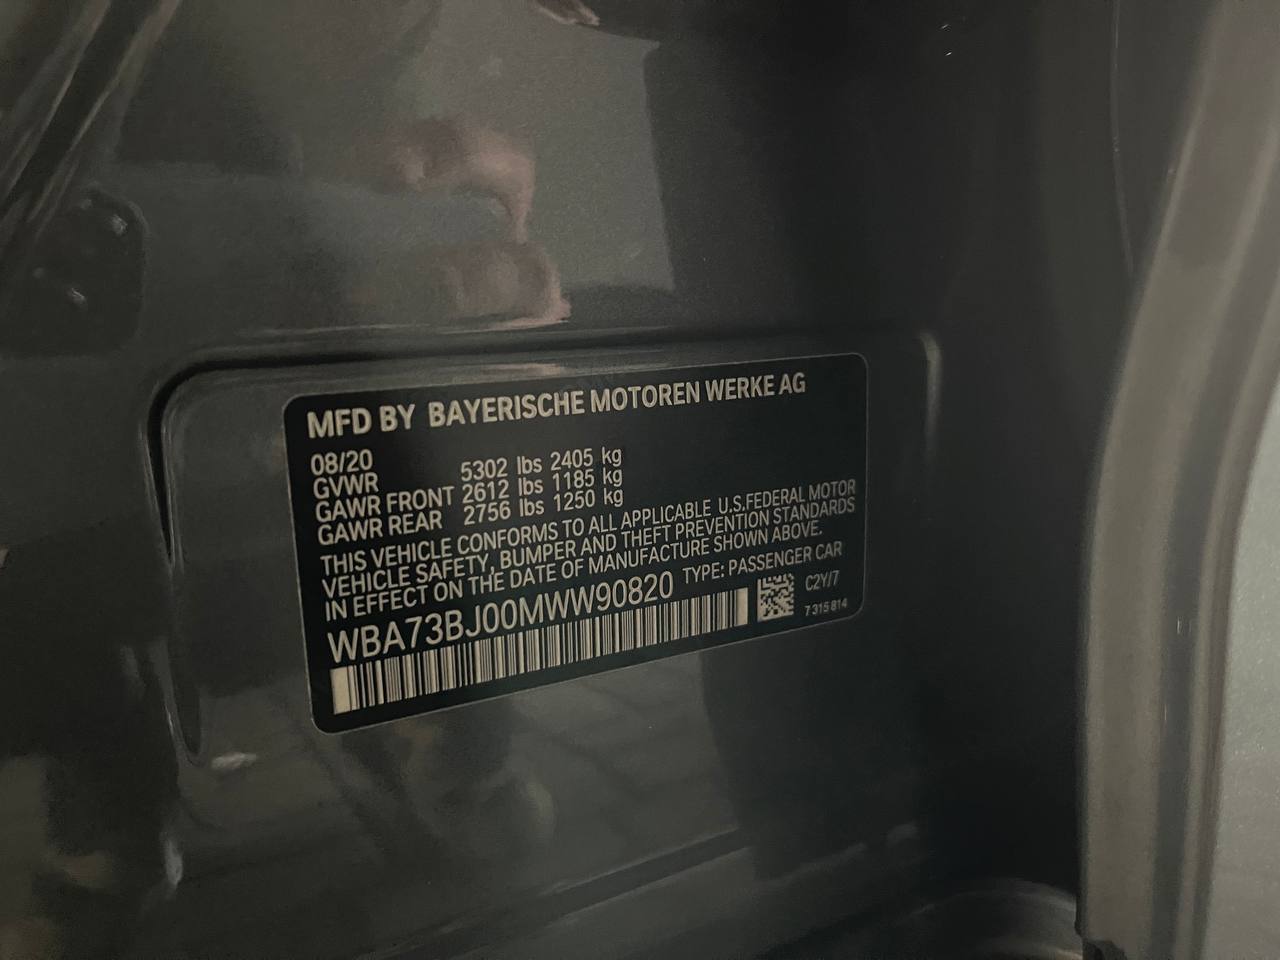 MFD BY BAYERISCHE MOTOREN WERKE AG
08/20
GVWR 5302 lbs 2405 kg
GAWR FRONT 2612 lbs 1185 kg
GAWR REAR 2756 lbs 1250 kg
THIS VEHICLE CONFORMS TO ALL APPLICABLE U.S.FEDERAL MOTOR
VEHICLE SAFETY, BUMPER AND THEFT PREVENTION STANDARDS
IN EFFECT ON THE DATE OF MANUFACTURE SHOWN ABOVE.
WBA73BJ00MWW90820 TYPE: PASSENGER CAR
C2Y/7
7 315 814